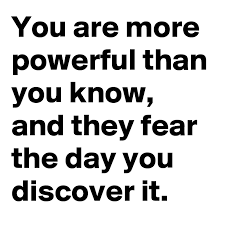 You are more
powerful than
you know,
and they fear
the day you
discover it.